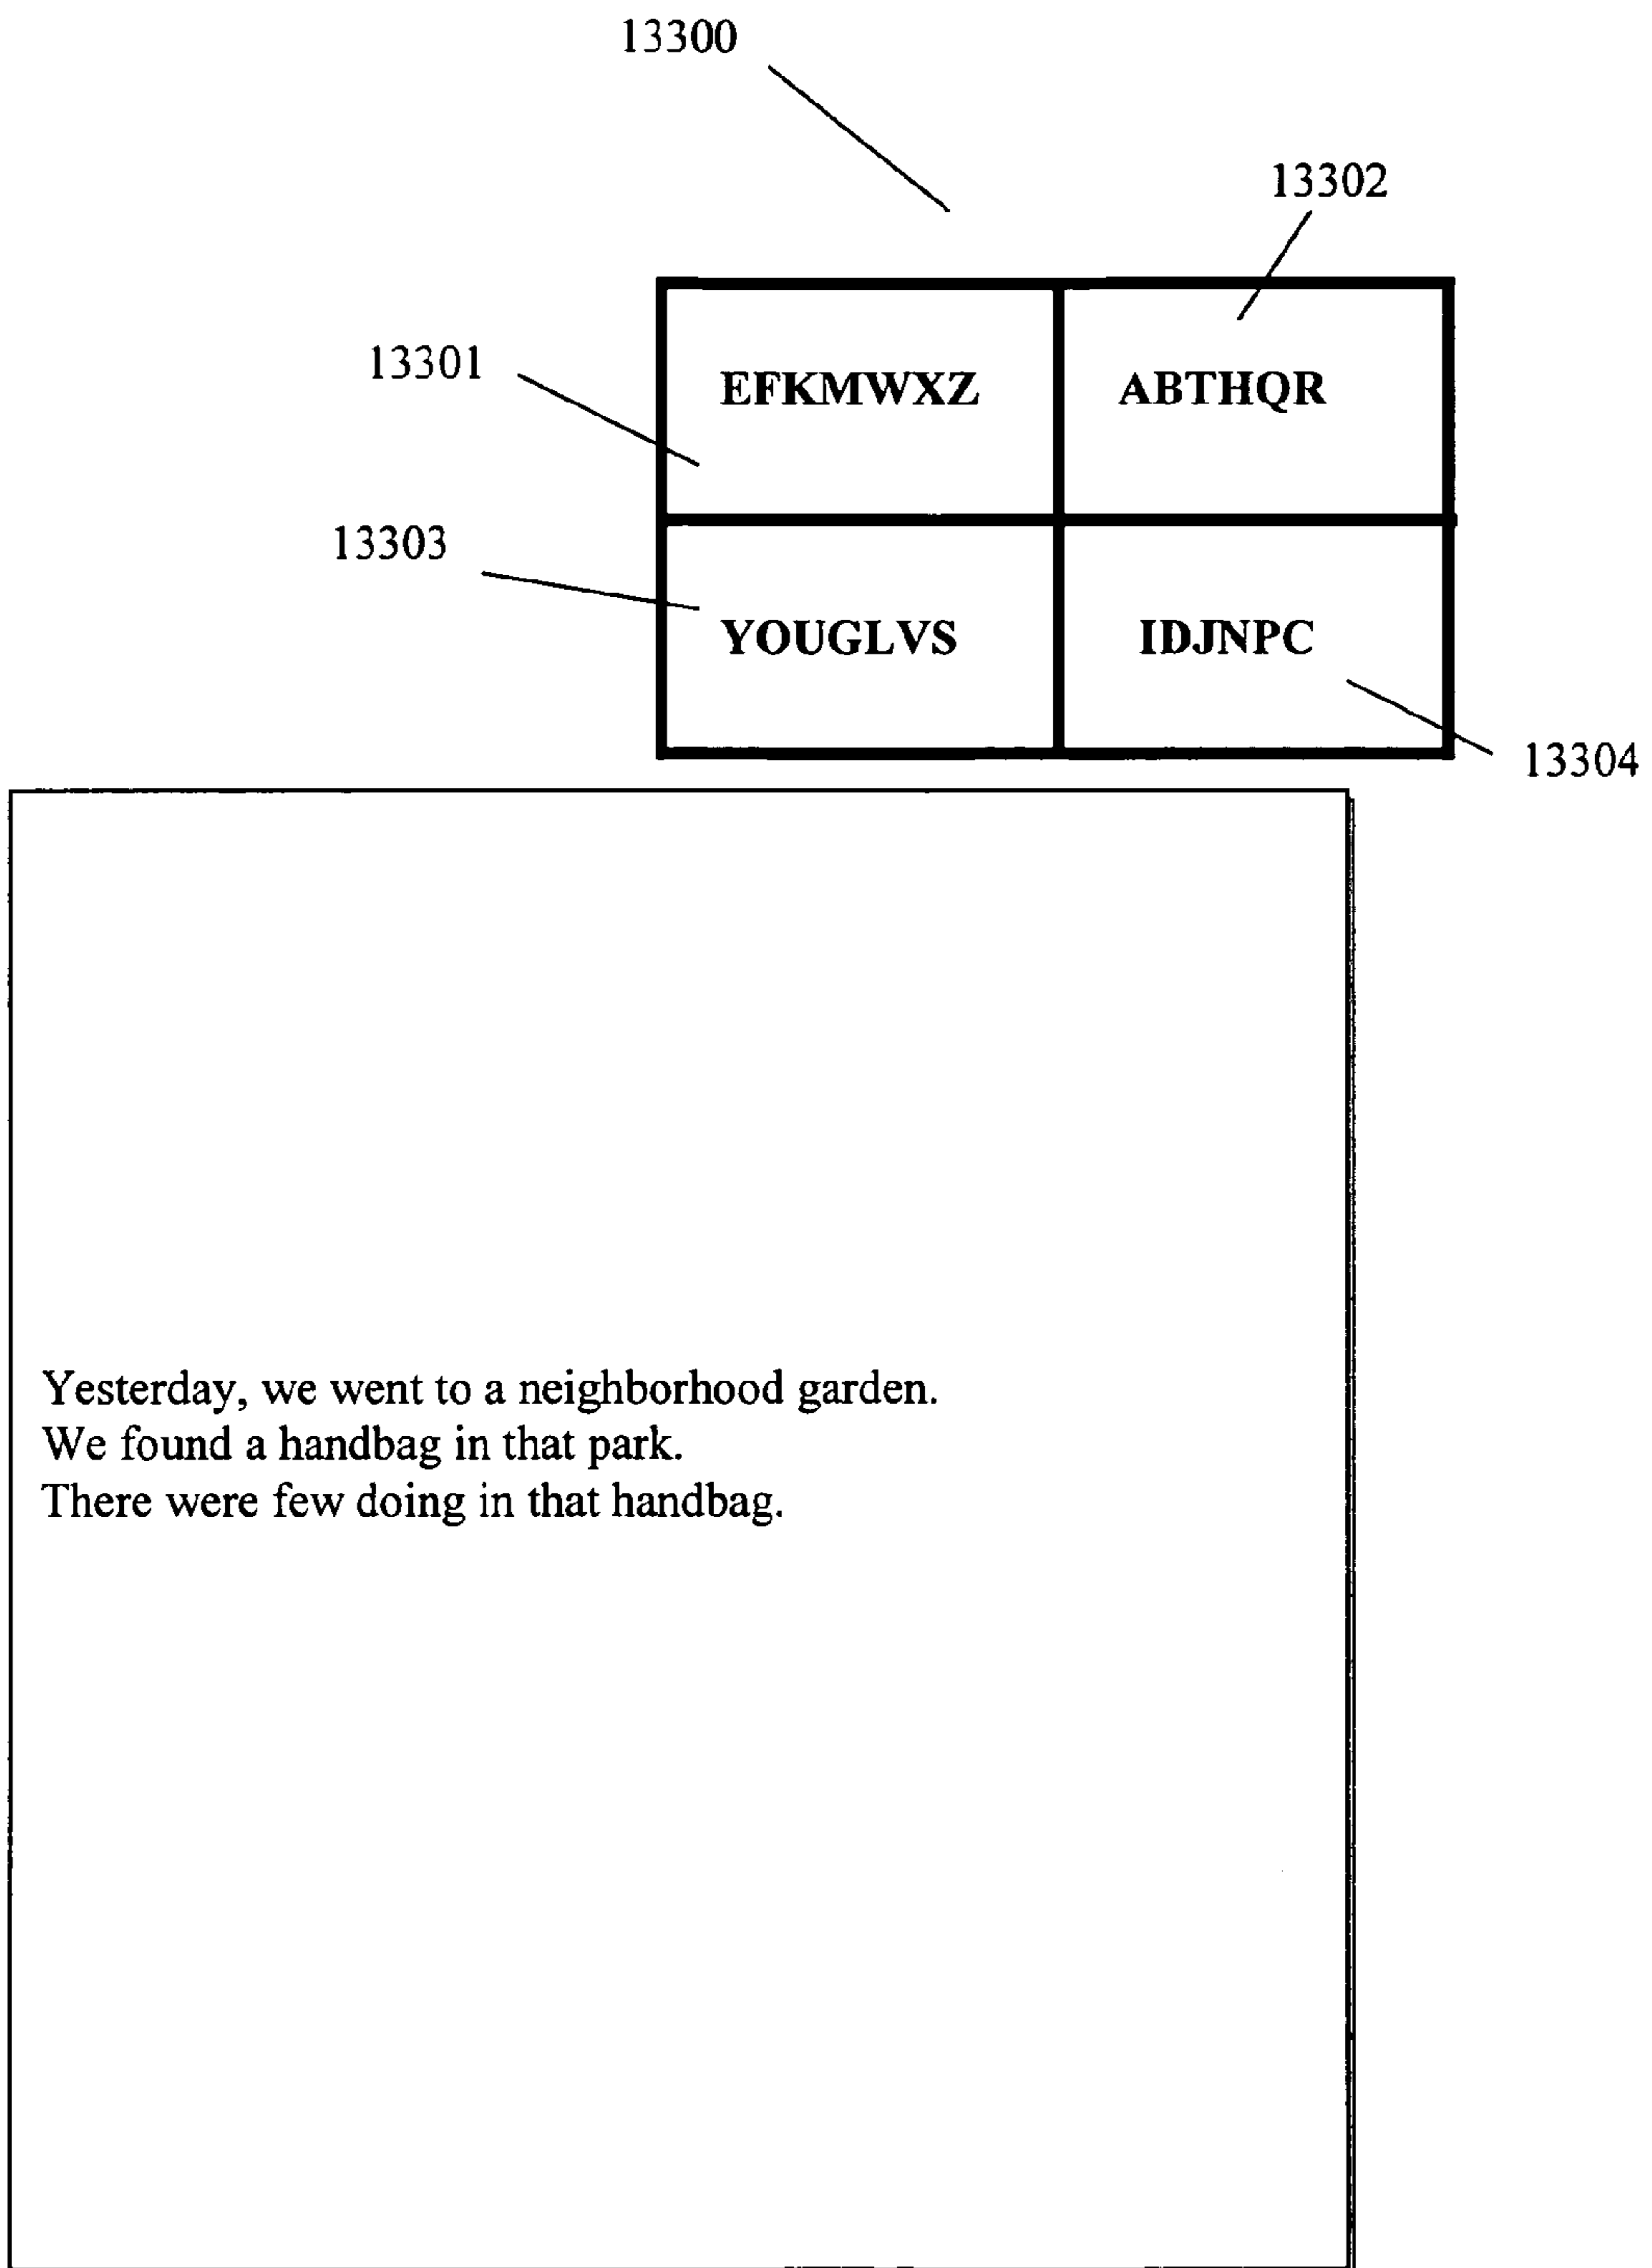 13300
13302
13301
EFKMWXZ
ABTHQR
13303
YOUGLVS
IDJNPC
13304
Yesterday, we went to a neighborhood garden.
We found a handbag in that park.
There were few doing in that handbag.